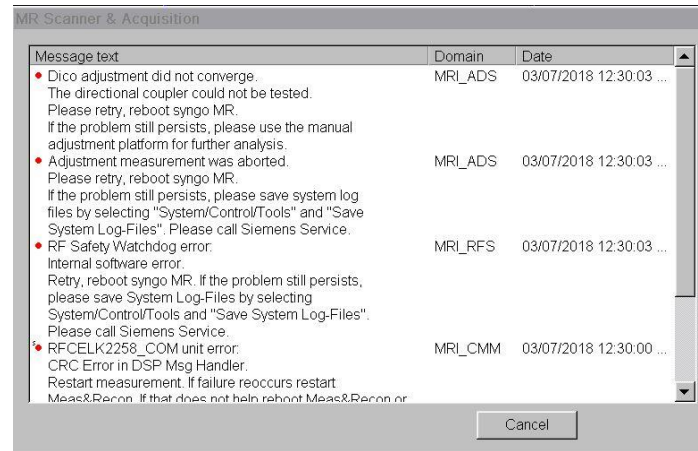 MR Scanner & Acquisition
Message text Domain Date
Dico adjustment did not converge. MRI_ADS 03/07/2018 12:30:03 ...
The directional coupler could not be tested.
Please retry, reboot syngo MR.
If the problem still persists, please use the manual
adjustment platform for further analysis.
Adjustment measurement was aborted. MRI_ADS 03/07/2018 12:30:03 ...
Please retry, reboot syngo MR.
If the problem still persists, please save system log
files by selecting "System/Control/Tools" and "Save
System Log-Files". Please call Siemens Service.
RF Safety Watchdog error: MRI_RFS 03/07/2018 12:30:03 ...
Internal software error.
Retry, reboot syngo MR. If the problem still persists,
please save System Log-Files by selecting
System/Control/Tools and "Save System Log-Files".
Please call Siemens Service.
RFCELK2258_COM unit error: MRI_CMM 03/07/2018 12:30:00 ...
CRC Error in DSP Msg Handler.
Restart measurement. If failure reoccurs restart
Meas&Recon. If that does not help reboot Meas&Recon or
Cancel